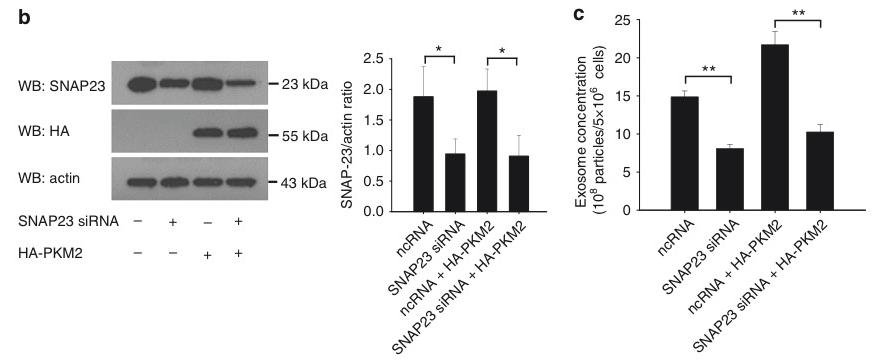 b
WB: SNAP23
23 kDa
WB: HA
55 kDa
WB: actin
43 kDa
SNAP23 siRNA – + – +
HA-PKM2 – – + +
SNAP-23/actin ratio
2.5
2.0
1.5
1.0
0.5
0.0
* *
ncRNA
SNAP23 siRNA
ncRNA + HA-PKM2
SNAP23 siRNA + HA-PKM2
c
Exosome concentration
(10⁸ particles/5×10⁶ cells)
25
20
15
10
5
0
** **
ncRNA
SNAP23 siRNA
ncRNA + HA-PKM2
SNAP23 siRNA + HA-PKM2